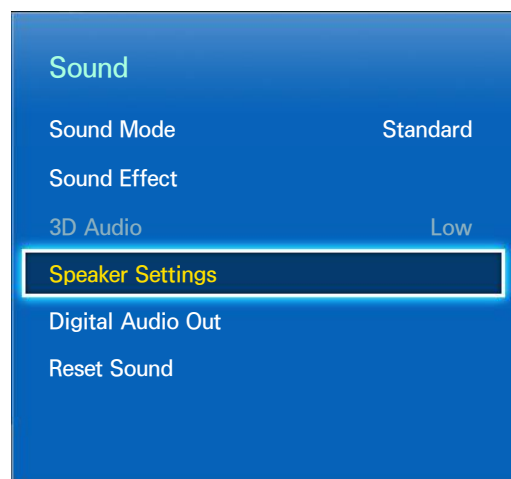 Sound
Sound Mode Standard
Sound Effect
3D Audio Low
Speaker Settings
Digital Audio Out
Reset Sound